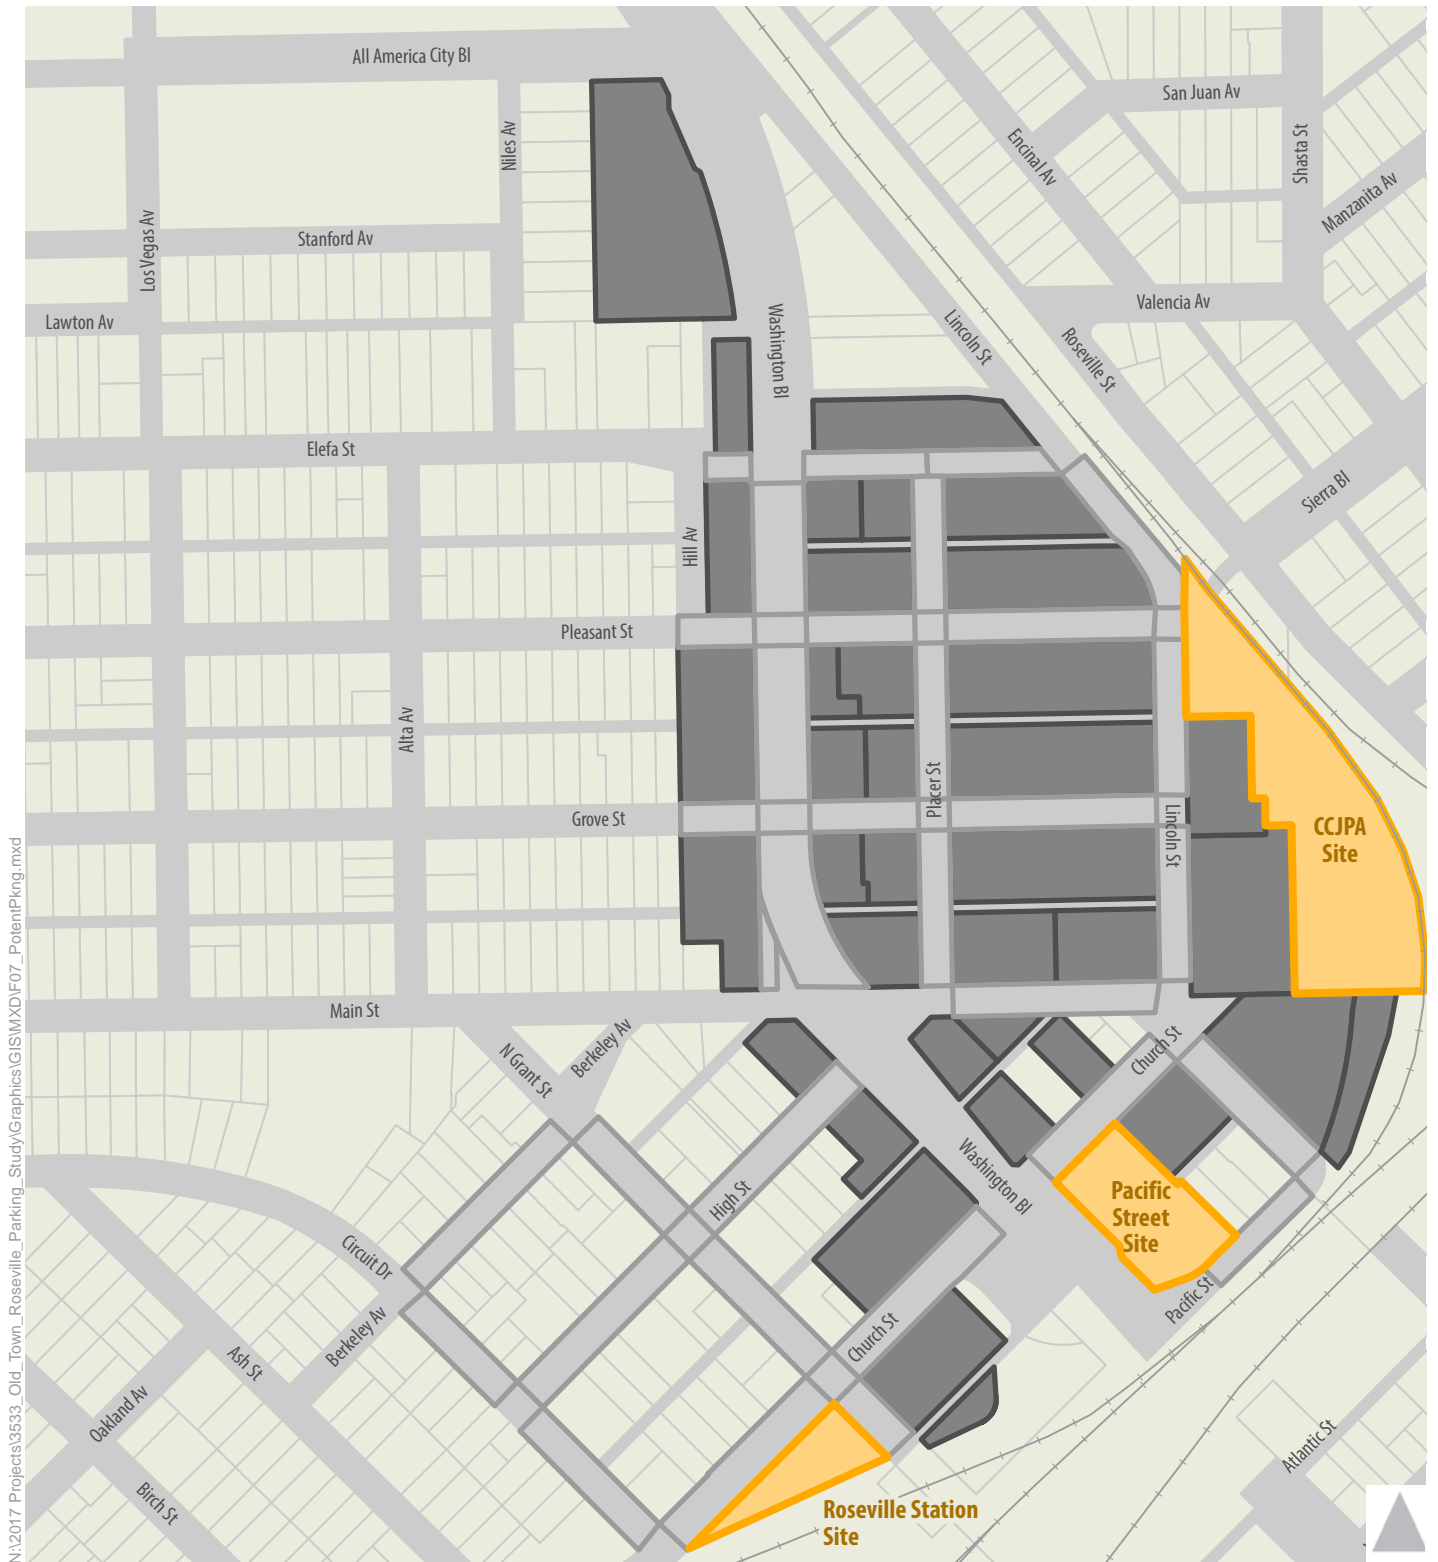 All America City Bl
San Juan Av
Niles Av
Encinal Av
Shasta St
Manzanita Av
Los Vegas Av
Stanford Av
Valencia Av
Lawton Av
Washington Bl
Lincoln St
Roseville St
Elefa St
Sierra Bl
Hill Av
Pleasant St
Alta Av
Placer St
Grove St
Lincoln St
CCJPA
Site
Main St
N Grant St
Berkeley Av
Church St
Washington Bl
High St
Pacific
Street
Site
Circuit Dr
Berkeley Av
Pacific St
Church St
Ash St
Oakland Av
Birch St
Atlantic St
Roseville Station
Site
N:\2017 Projects\3533_Old_Town_Roseville_Parking_Study\Graphics\GIS\MXD\F07_PotentPkng.mxd